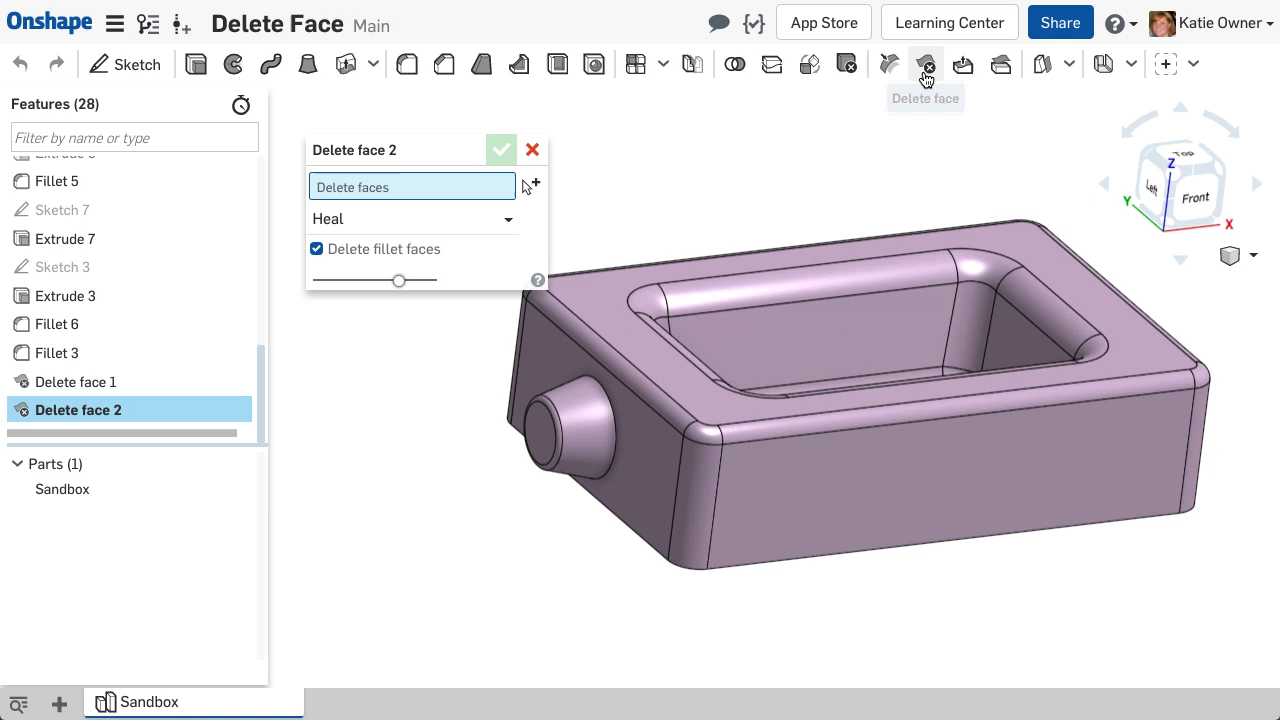 Onshape Delete Face Main App Store Learning Center Share Katie Owner
Sketch
Delete face
Features (28)
Filter by name or type
Fillet 5
Sketch 7
Extrude 7
Sketch 3
Extrude 3
Fillet 6
Fillet 3
Delete face 1
Delete face 2
Parts (1)
Sandbox
Delete face 2
Delete faces
Heal
Delete fillet faces
Top
Left
Front
Z
Y
X
Sandbox